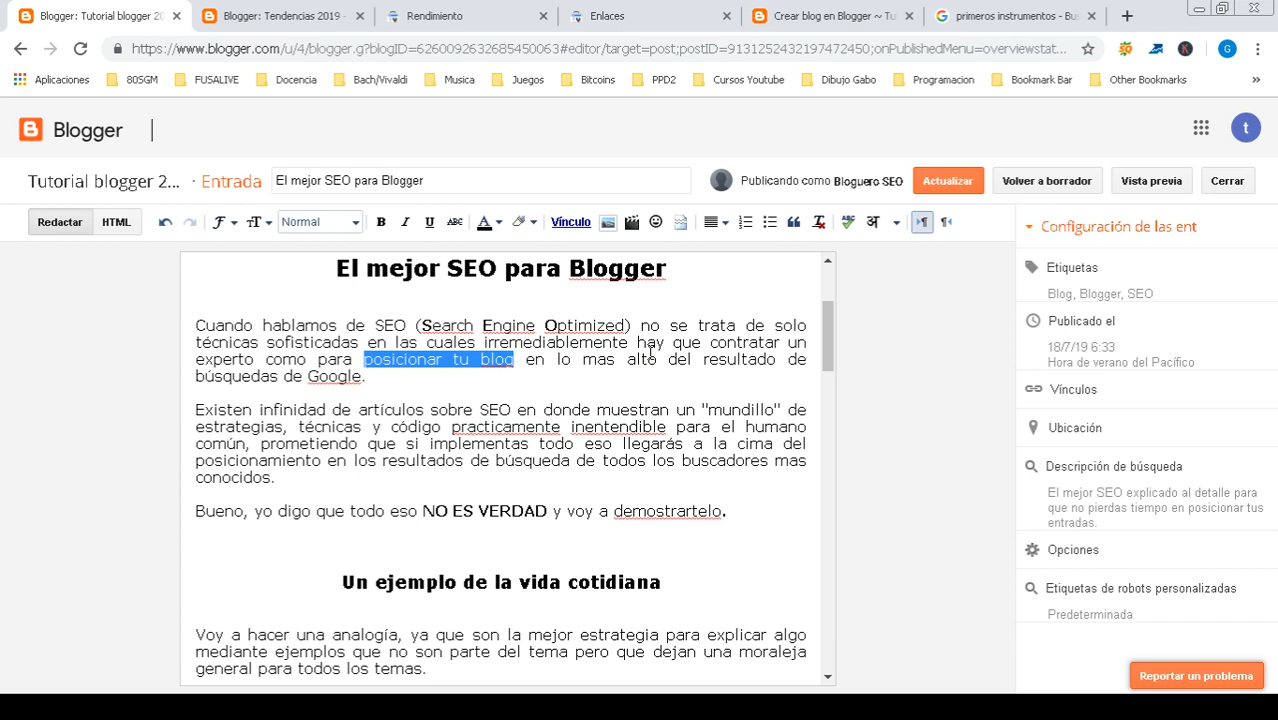 Blogger: Tutorial blogger 20
Blogger: Tendencias 2019 -
Rendimiento
Enlaces
Crear blog en Blogger ~ Tu
primeros instrumentos - Bu
https://www.blogger.com/u/4/blogger.g?blogID=6260092632685450063#editor/target=post;postID=9131252432197472450;onPublishedMenu=overviewstat...
G
Aplicaciones
80SGM
FUSALIVE
Docencia
Bach/Vivaldi
Musica
Juegos
Bitcoins
PPD2
Cursos Youtube
Dibujo Gabo
Programacion
Bookmark Bar
Other Bookmarks
Blogger
t
Tutorial blogger 2... · Entrada
El mejor SEO para Blogger
Publicando como Bloguero SEO
Actualizar
Volver a borrador
Vista previa
Cerrar
Redactar
HTML
Normal
B I U ABC A
Vínculo
El mejor SEO para Blogger
Cuando hablamos de SEO (Search Engine Optimized) no se trata de solo
técnicas sofisticadas en las cuales irremediablemente hay que contratar un
experto como para posicionar tu blog en lo mas alto del resultado de
búsquedas de Google.
Existen infinidad de artículos sobre SEO en donde muestran un "mundillo" de
estrategias, técnicas y código practicamente inentendible para el humano
común, prometiendo que si implementas todo eso llegarás a la cima del
posicionamiento en los resultados de búsqueda de todos los buscadores mas
conocidos.
Bueno, yo digo que todo eso NO ES VERDAD y voy a demostrartelo.
Un ejemplo de la vida cotidiana
Voy a hacer una analogía, ya que son la mejor estrategia para explicar algo
mediante ejemplos que no son parte del tema pero que dejan una moraleja
general para todos los temas.
Configuración de las ent
Etiquetas
Blog, Blogger, SEO
Publicado el
18/7/19 6:33
Hora de verano del Pacífico
Vínculos
Ubicación
Descripción de búsqueda
El mejor SEO explicado al detalle para
que no pierdas tiempo en posicionar tus
entradas.
Opciones
Etiquetas de robots personalizadas
Predeterminada
Reportar un problema